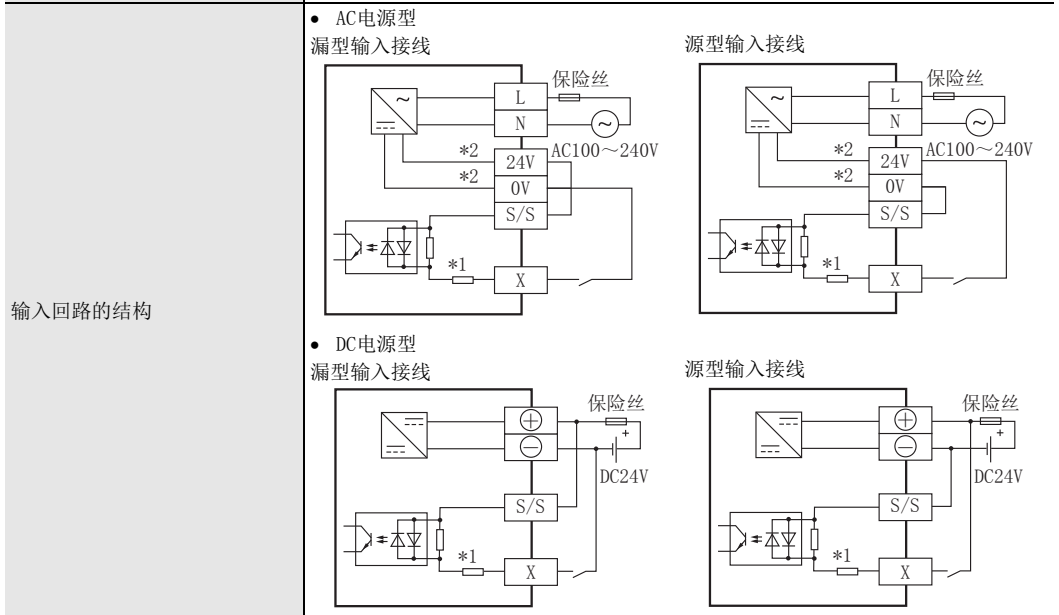 输入回路的结构
● AC电源型
漏型输入接线
保险丝
L
N
~
~
AC100～240V
*2
24V
*2
0V
S/S
*1
X
源型输入接线
保险丝
L
N
~
~
AC100～240V
*2
24V
*2
0V
S/S
*1
X
● DC电源型
漏型输入接线
保险丝
+
−
+
DC24V
S/S
*1
X
源型输入接线
保险丝
+
−
+
DC24V
S/S
*1
X